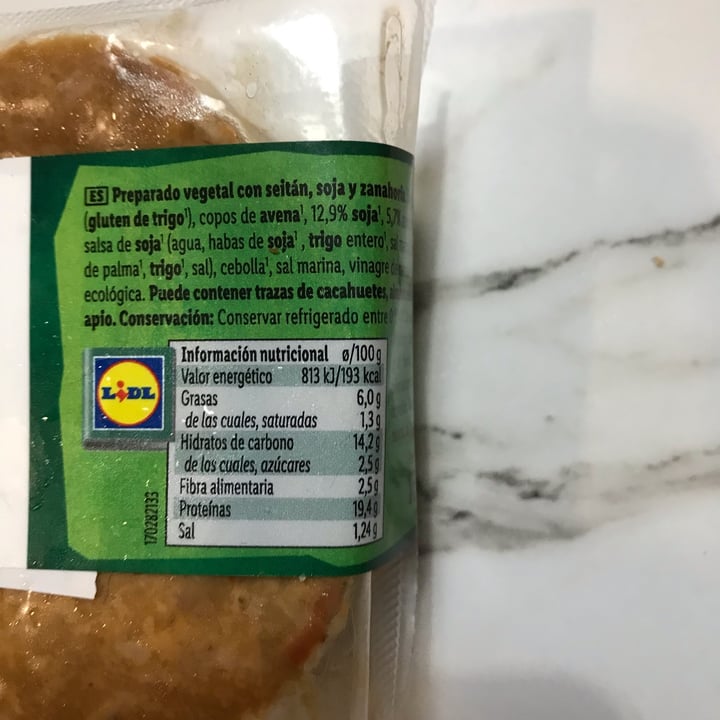 ES Preparado vegetal con seitán, soja y zanahoria
(gluten de trigo¹), copos de avena¹, 12,9% soja¹, 5,7%
salsa de soja¹ (agua, habas de soja¹, trigo entero¹,
de palma¹, trigo¹, sal), cebolla¹, sal marina, vinagre
ecológica. Puede contener trazas de cacahuetes,
apio. Conservación: Conservar refrigerado entre
LIDL
Información nutricional ø/100 g
Valor energético 813 kJ/193 kcal
Grasas 6,0 g
de las cuales, saturadas 1,3 g
Hidratos de carbono 14,2 g
de los cuales, azúcares 2,5 g
Fibra alimentaria 2,5 g
Proteínas 19,4 g
Sal 1,24 g
170282133